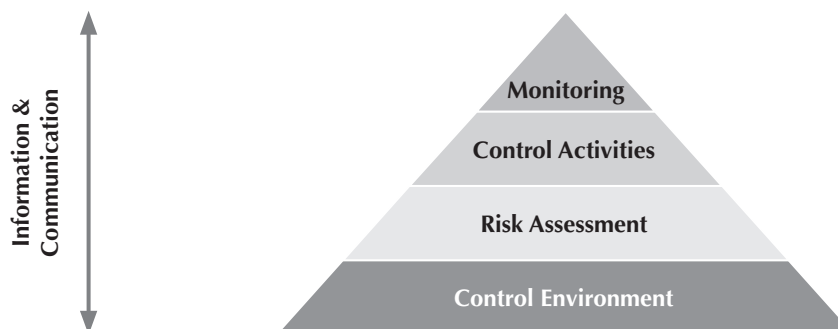 Information &
Communication
Monitoring
Control Activities
Risk Assessment
Control Environment